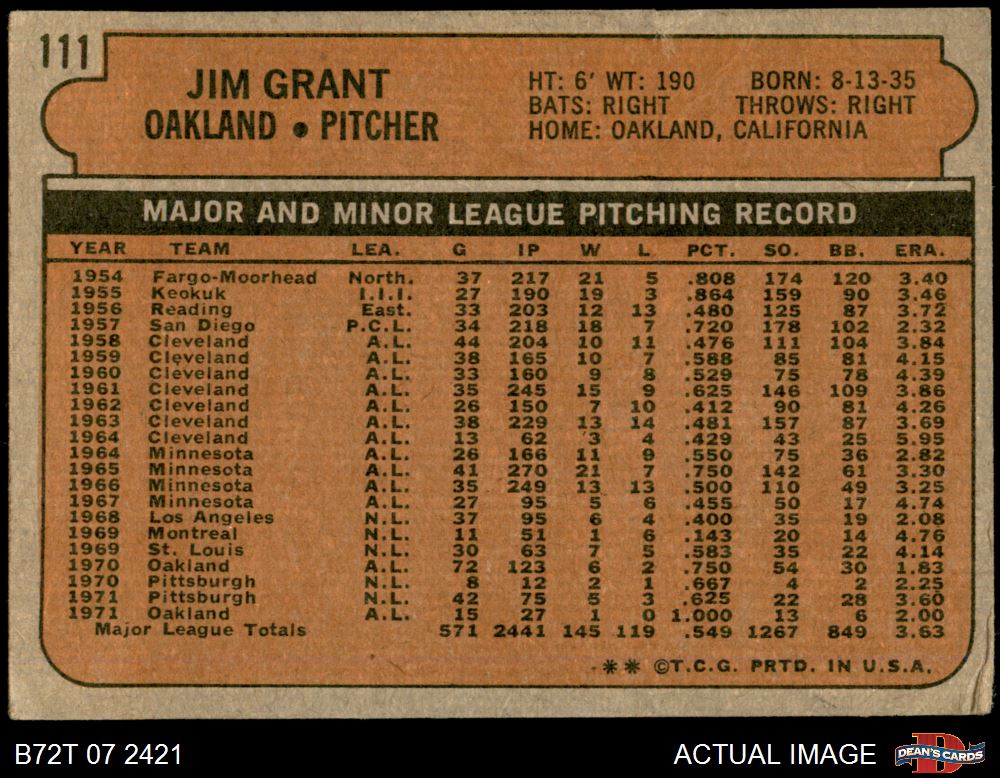 111
JIM GRANT
OAKLAND • PITCHER
HT: 6' WT: 190 BORN: 8-13-35
BATS: RIGHT THROWS: RIGHT
HOME: OAKLAND, CALIFORNIA
MAJOR AND MINOR LEAGUE PITCHING RECORD
YEAR TEAM LEA. G IP W L PCT. SO. BB. ERA.
1954 Fargo-Moorhead North. 37 217 21 5 .808 174 120 3.40
1955 Keokuk I.I.I. 27 190 19 3 .864 159 90 3.46
1956 Reading East. 33 203 12 13 .480 125 87 3.72
1957 San Diego P.C.L. 34 218 18 7 .720 178 102 2.32
1958 Cleveland A.L. 44 204 10 11 .476 111 104 3.84
1959 Cleveland A.L. 38 165 10 7 .588 85 81 4.15
1960 Cleveland A.L. 33 160 9 8 .529 75 78 4.39
1961 Cleveland A.L. 35 245 15 9 .625 146 109 3.86
1962 Cleveland A.L. 26 150 7 10 .412 90 81 4.26
1963 Cleveland A.L. 38 229 13 14 .481 157 87 3.69
1964 Cleveland A.L. 13 62 3 4 .429 43 25 5.95
1964 Minnesota A.L. 26 166 11 9 .550 75 36 2.82
1965 Minnesota A.L. 41 270 21 7 .750 142 61 3.30
1966 Minnesota A.L. 35 249 13 13 .500 110 49 3.25
1967 Minnesota A.L. 27 95 5 6 .455 50 17 4.74
1968 Los Angeles N.L. 37 95 6 4 .400 35 19 2.08
1969 Montreal N.L. 11 51 1 6 .143 20 14 4.76
1969 St. Louis N.L. 30 63 7 5 .583 35 22 4.14
1970 Oakland A.L. 72 123 6 2 .750 54 30 1.83
1970 Pittsburgh N.L. 8 12 2 1 .667 4 2 2.25
1971 Pittsburgh N.L. 42 75 5 3 .625 22 28 3.60
1971 Oakland A.L. 15 27 1 0 1.000 13 6 2.00
Major League Totals 571 2441 145 119 .549 1267 849 3.63
** ©T.C.G. PRTD. IN U.S.A.
B72T 07 2421
ACTUAL IMAGE
DEAN'S CARDS